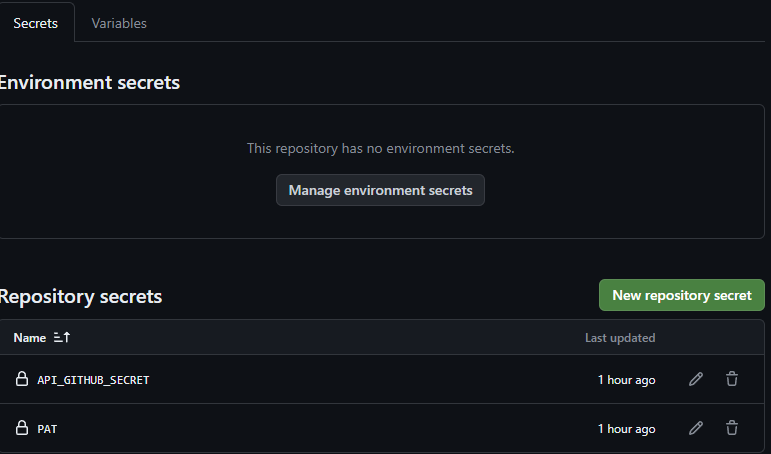 Secrets
Variables
Environment secrets
This repository has no environment secrets.
Manage environment secrets
Repository secrets
New repository secret
Name
Last updated
API_GITHUB_SECRET
1 hour ago
PAT
1 hour ago